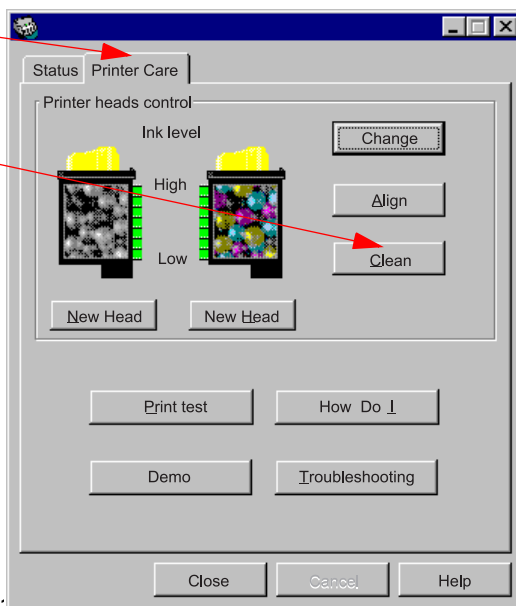 Status Printer Care
Printer heads control
Ink level
Change
High
Align
Low
Clean
New Head New Head
Print test How Do I
Demo Troubleshooting
Close Cancel Help